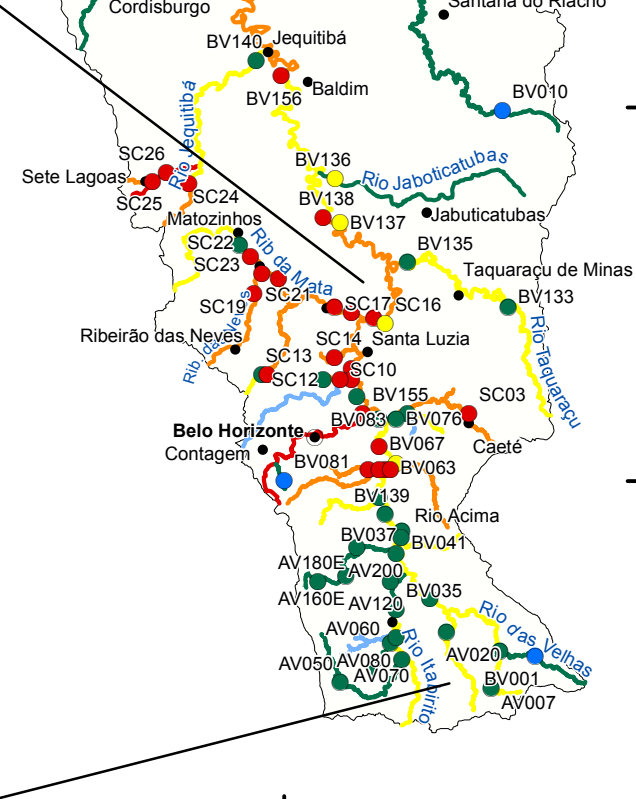 Santana do Riacho
Cordisburgo
BV140
Jequitibá
Baldim
BV156
BV010
Rio Jequitibá
BV136
Rio Jaboticatubas
SC26
Sete Lagoas
SC25
SC24
BV138
BV137
Jabuticatubas
Matozinhos
SC22
SC23
Rib da Mata
BV135
Taquaraçu de Minas
BV133
SC21
SC19
SC17
SC16
Rib. das Neves
Ribeirão das Neves
SC14
Santa Luzia
Rio Taquaraçu
SC13
SC12
SC10
BV155
SC03
BV083
BV076
Belo Horizonte
Contagem
BV067
Caeté
BV081
BV063
BV139
Rio Acima
BV037
BV041
AV180E
AV200
AV160E
BV035
AV120
Rio das Velhas
AV060
Rio Itabirito
AV050
AV080
AV070
AV020
BV001
AV007